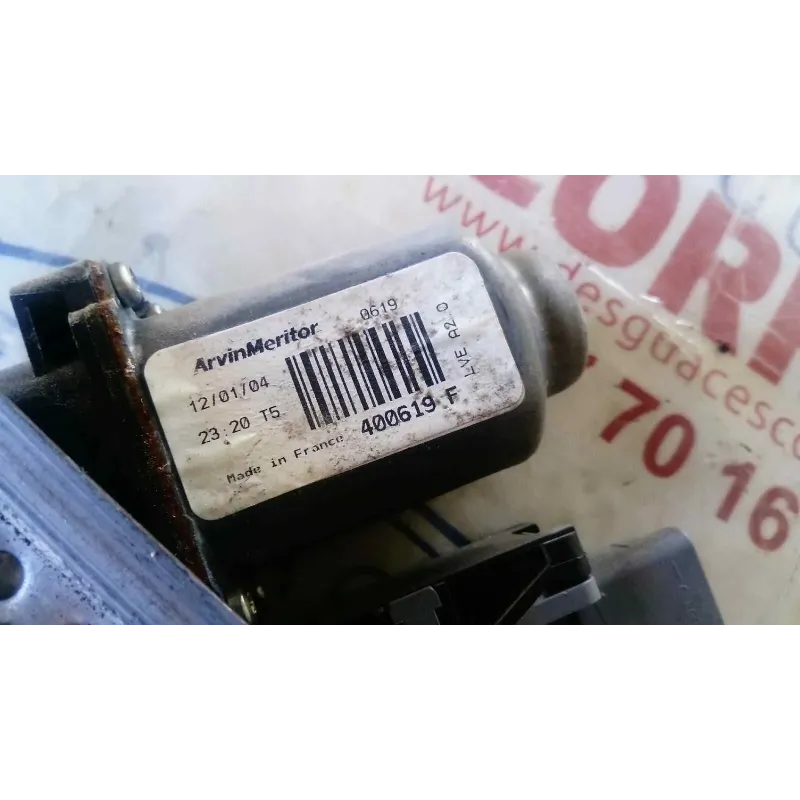 ArvinMeritor
0619
12/01/04
23:20 T5
400619 F
Made in France
LVE A2.0
LOR
www.desguacesco
70 16